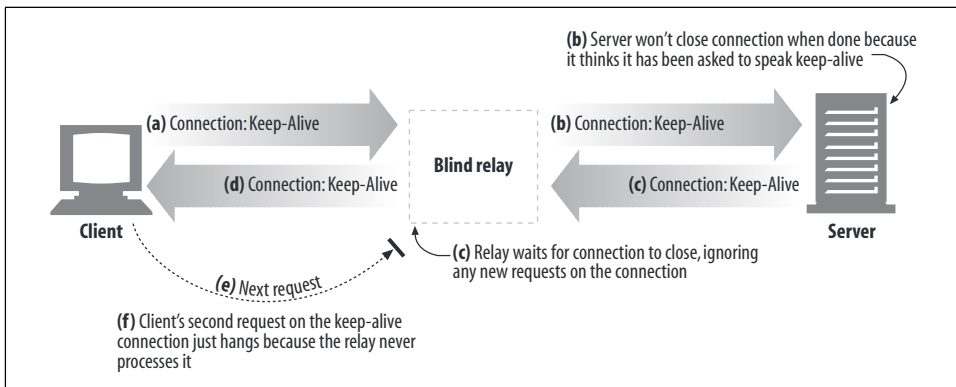 (b) Server won't close connection when done because
it thinks it has been asked to speak keep-alive
(a) Connection: Keep-Alive
(b) Connection: Keep-Alive
Blind relay
(d) Connection: Keep-Alive
(c) Connection: Keep-Alive
Client
Server
(c) Relay waits for connection to close, ignoring
any new requests on the connection
(e) Next request
(f) Client's second request on the keep-alive
connection just hangs because the relay never
processes it